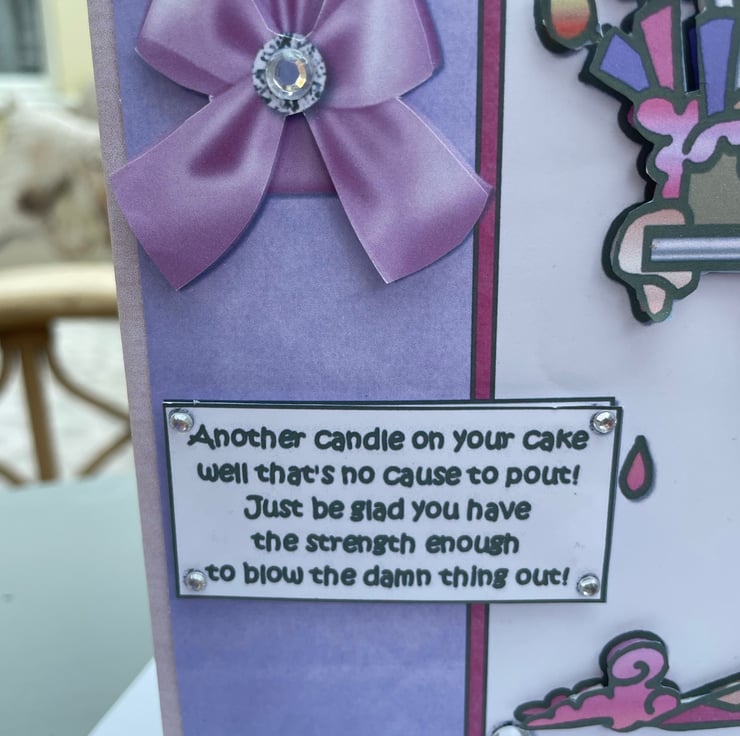 Another candle on your cake
well that's no cause to pout!
Just be glad you have
the strength enough
to blow the damn thing out!